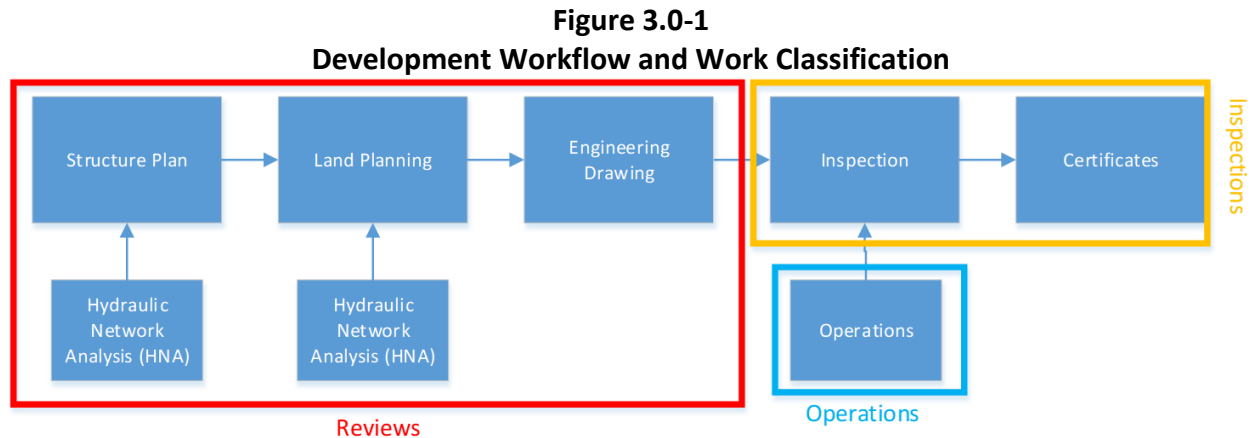 Figure 3.0-1
Development Workflow and Work Classification
Structure Plan
Land Planning
Engineering
Drawing
Inspection
Certificates
Inspections
Hydraulic
Network
Analysis (HNA)
Hydraulic
Network
Analysis (HNA)
Operations
Operations
Reviews